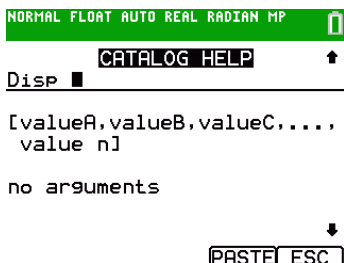 NORMAL FLOAT AUTO REAL RADIAN MP
CATALOG HELP
Disp
[valueA,valueB,valueC,...,
value n]
no arguments
PASTE ESC